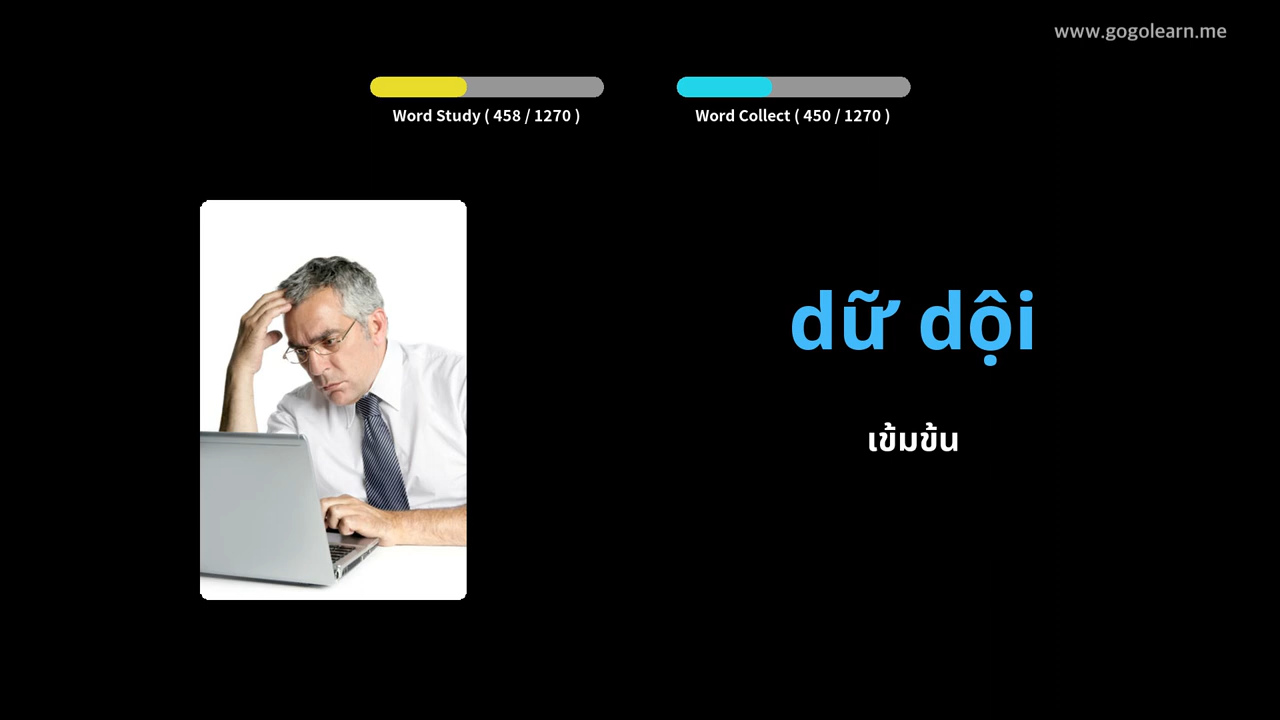 www.gogolearn.me
Word Study ( 458 / 1270 )
Word Collect ( 450 / 1270 )
dữ dội
เข้มข้น